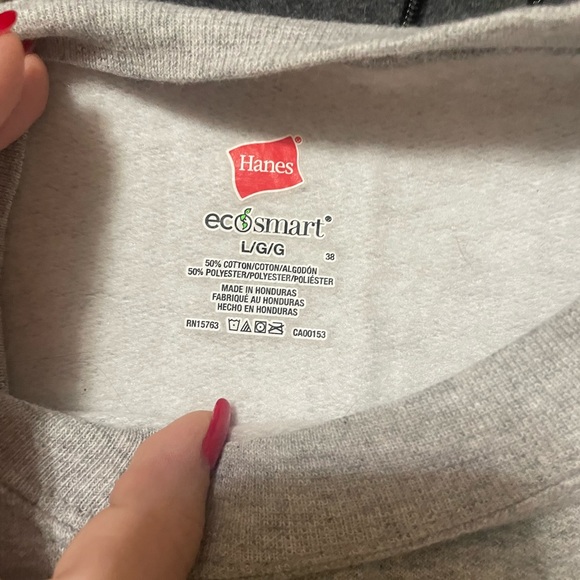 Hanes®
ecosmart®
L/G/G
38
50% COTTON/COTON/ALGODÓN
50% POLYESTER/POLYESTER/POLIÉSTER
MADE IN HONDURAS
FABRIQUÉ AU HONDURAS
HECHO EN HONDURAS
RN15763 CA00153